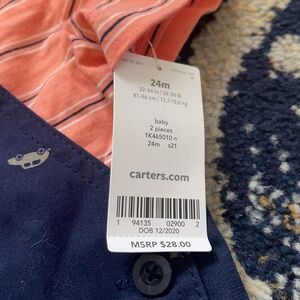 24m
32-34 in / 28-30 lb
81-86 cm / 12,7-13,6 kg
baby
2 pieces
1K465010 n
24m s21
carters.com
1 94135 02900 2
DOB 12/2020
MSRP $28.00